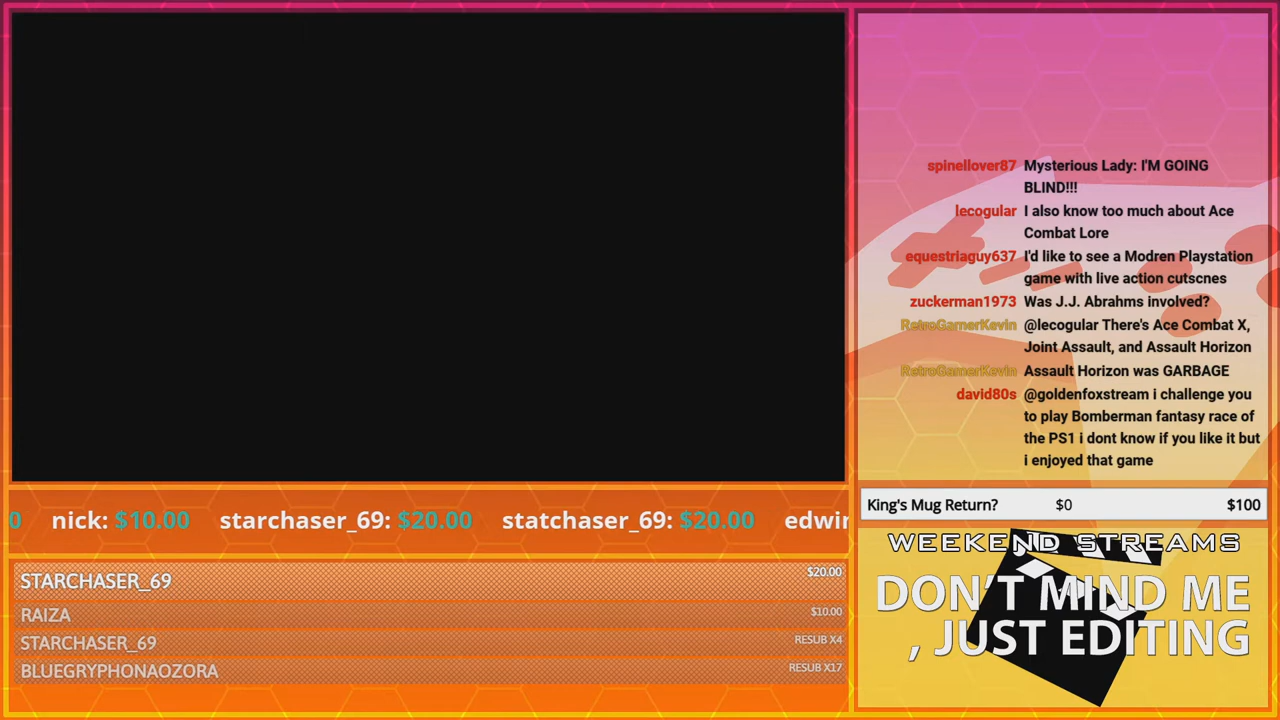 spinellover87 Mysterious Lady: I'M GOING
BLIND!!!
lecogular I also know too much about Ace
Combat Lore
equestriaguy637 I'd like to see a Modren Playstation
game with live action cutscnes
zuckerman1973 Was J.J. Abrahms involved?
RetroGamerKevin @lecogular There's Ace Combat X,
Joint Assault, and Assault Horizon
RetroGamerKevin Assault Horizon was GARBAGE
david80s @goldenfoxstream i challenge you
to play Bomberman fantasy race of
the PS1 i dont know if you like it but
i enjoyed that game
King's Mug Return? $0 $100
0 nick: $10.00 starchaser_69: $20.00 statchaser_69: $20.00 edwin
STARCHASER_69 $20.00
RAIZA $10.00
STARCHASER_69 RESUB X4
BLUEGRYPHONAOZORA RESUB X17
WEEKEND STREAMS
DON'T MIND ME
, JUST EDITING